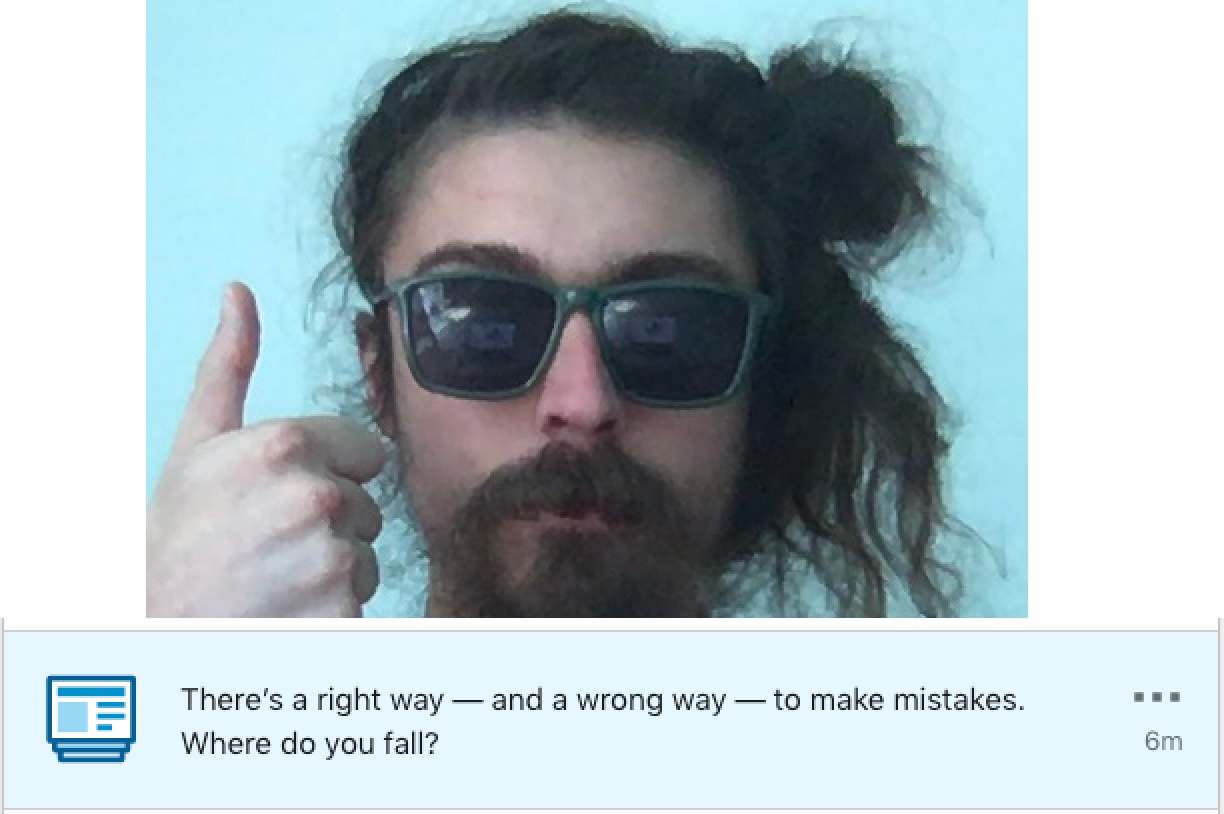 There’s a right way — and a wrong way — to make mistakes.
Where do you fall?
6m